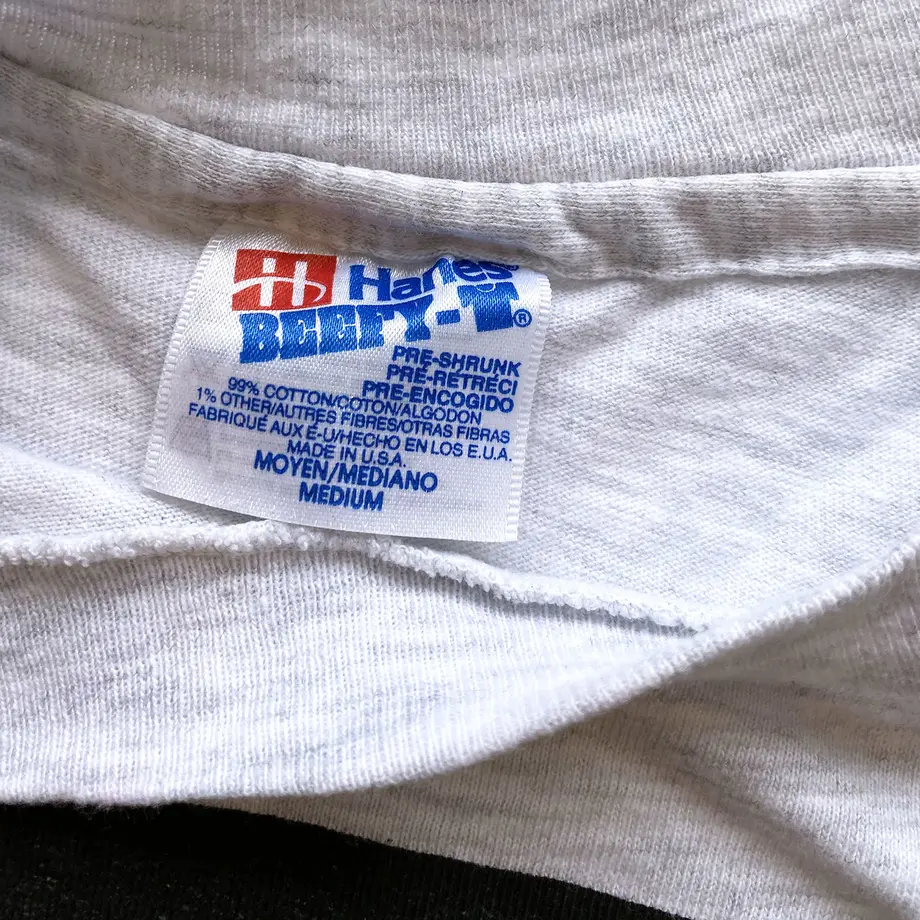 H Hanes
BEEFY-T®
PRE-SHRUNK
PRÉ-RÉTRÉCI
PRE-ENCOGIDO
99% COTTON/COTON/ALGODON
1% OTHER/AUTRES FIBRES/OTRAS FIBRAS
FABRIQUÉ AUX É-U/HECHO EN LOS E.U.A.
MADE IN U.S.A.
MOYEN/MEDIANO
MEDIUM